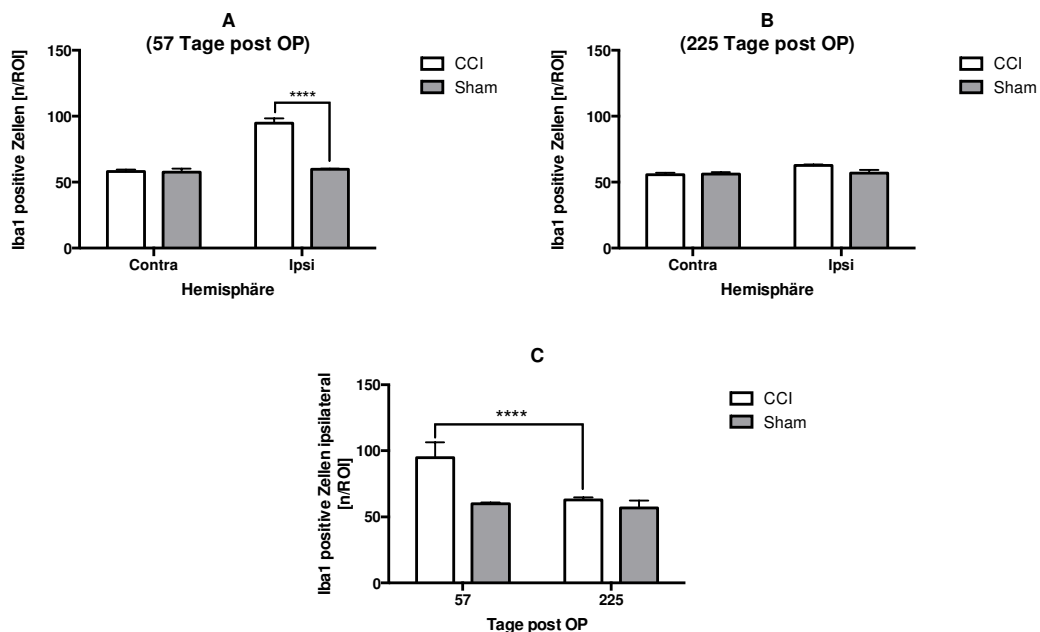 A
(57 Tage post OP)
Iba1 positive Zellen [n/ROI]
150
100
50
0
****
Contra
Ipsi
Hemisphäre
CCI
Sham
B
(225 Tage post OP)
Iba1 positive Zellen [n/ROI]
150
100
50
0
Contra
Ipsi
Hemisphäre
CCI
Sham
C
Iba1 positive Zellen ipsilateral
[n/ROI]
150
100
50
0
****
57
225
Tage post OP
CCI
Sham